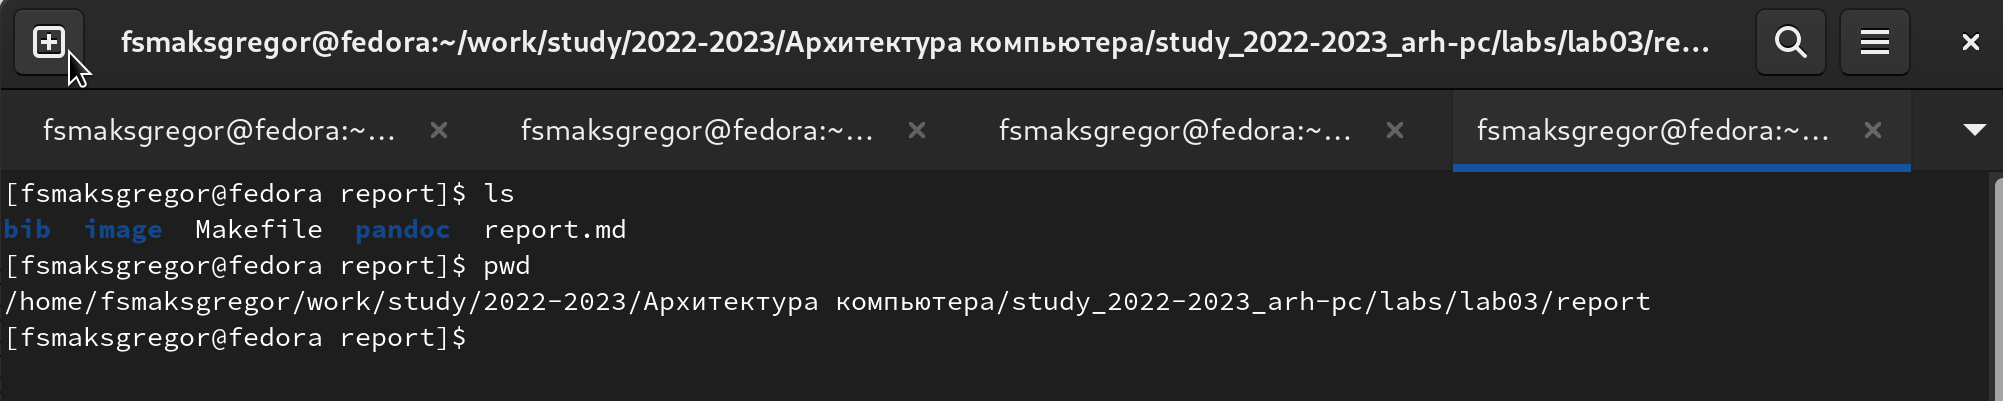 fsmaksgregor@fedora:~/work/study/2022-2023/Архитектура компьютера/study_2022-2023_arh-pc/labs/lab03/re...
fsmaksgregor@fedora:~... fsmaksgregor@fedora:~... fsmaksgregor@fedora:~... fsmaksgregor@fedora:~...
[fsmaksgregor@fedora report]$ ls
bib  image  Makefile  pandoc  report.md
[fsmaksgregor@fedora report]$ pwd
/home/fsmaksgregor/work/study/2022-2023/Архитектура компьютера/study_2022-2023_arh-pc/labs/lab03/report
[fsmaksgregor@fedora report]$